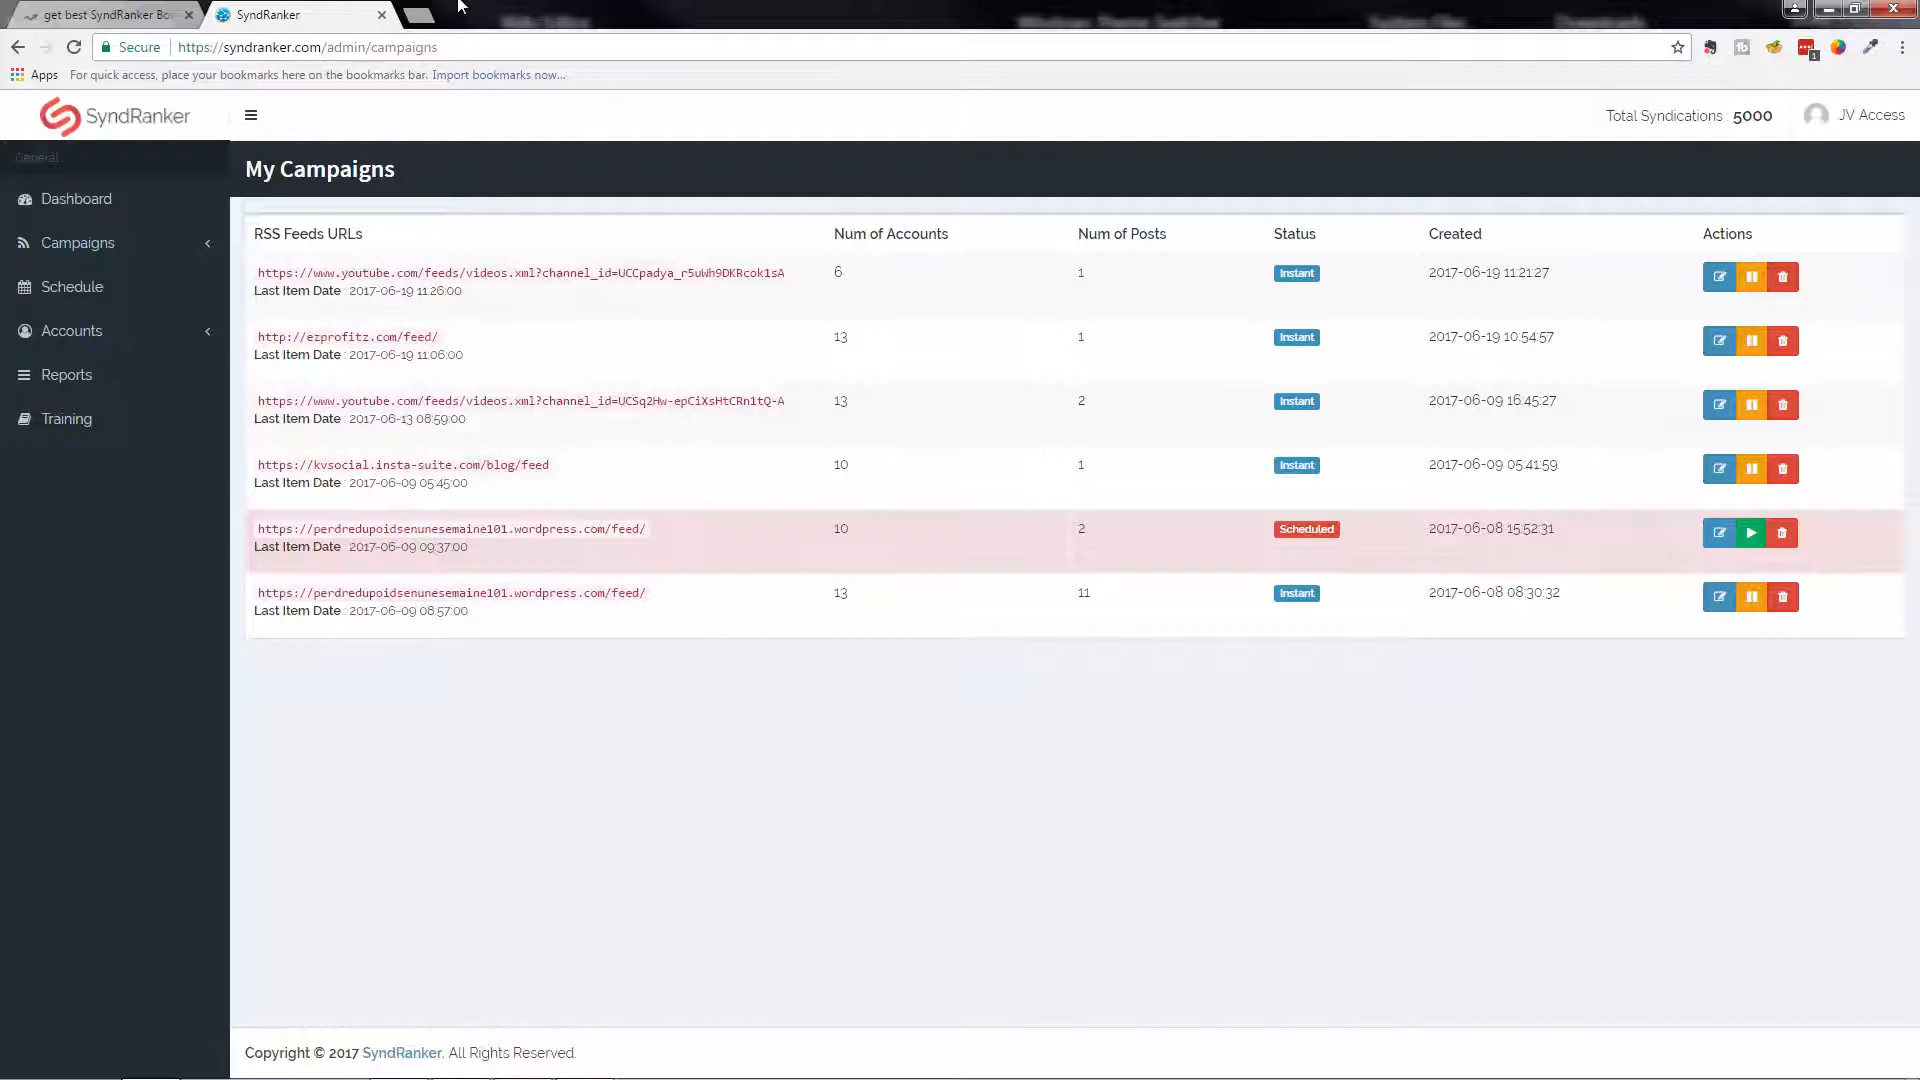 get best SyndRanker Bo
SyndRanker
Secure
https://syndranker.com/admin/campaigns
1
Apps
For quick access, place your bookmarks here on the bookmarks bar. Import bookmarks now...
SyndRanker
Total Syndications : 5000
JV Access
General
My Campaigns
Dashboard
Campaigns
Schedule
Accounts
Reports
Training
RSS Feeds URLs Num of Accounts Num of Posts Status Created Actions
https://www.youtube.com/feeds/videos.xml?channel_id=UCCpadya_r5uWh9DKRcok1sA 6 1 Instant 2017-06-19 11:21:27
Last Item Date : 2017-06-19 11:26:00
http://ezprofitz.com/feed/ 13 1 Instant 2017-06-19 10:54:57
Last Item Date : 2017-06-19 11:06:00
https://www.youtube.com/feeds/videos.xml?channel_id=UCSq2Hw-epCiXsHtCRn1tQ-A 13 2 Instant 2017-06-09 16:45:27
Last Item Date : 2017-06-13 08:59:00
https://kvsocial.insta-suite.com/blog/feed 10 1 Instant 2017-06-09 05:41:59
Last Item Date : 2017-06-09 05:45:00
https://perdredupoidsenunesemaine101.wordpress.com/feed/ 10 2 Scheduled 2017-06-08 15:52:31
Last Item Date : 2017-06-09 09:37:00
https://perdredupoidsenunesemaine101.wordpress.com/feed/ 13 11 Instant 2017-06-08 08:30:32
Last Item Date : 2017-06-09 08:57:00
Copyright © 2017 SyndRanker. All Rights Reserved.